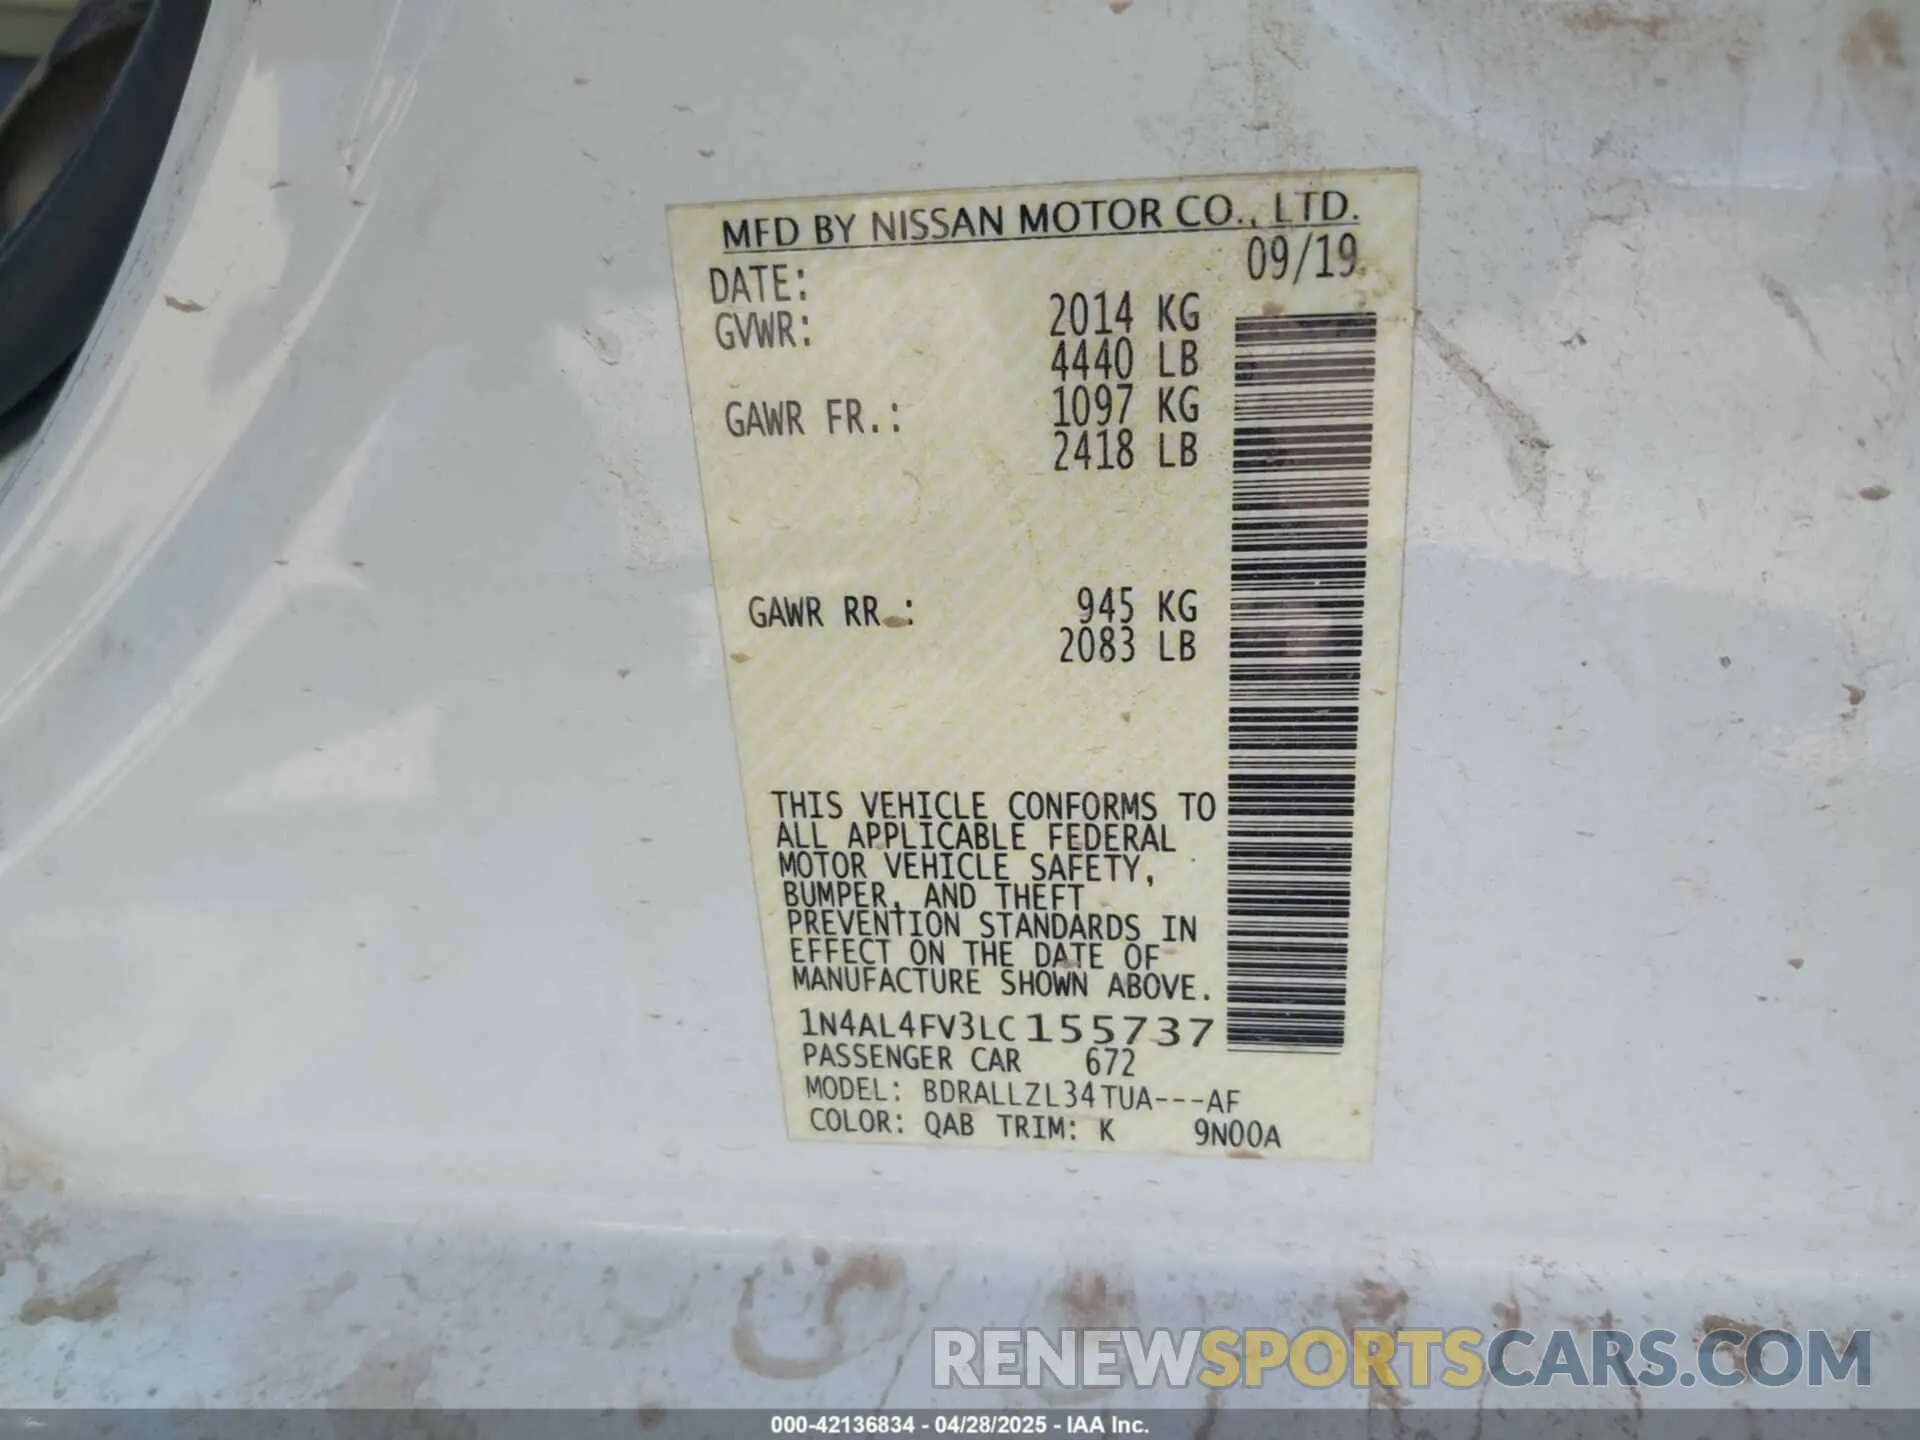 MFD BY NISSAN MOTOR CO., LTD.
DATE: 09/19
GVWR: 2014 KG
4440 LB
GAWR FR.: 1097 KG
2418 LB
GAWR RR.: 945 KG
2083 LB
THIS VEHICLE CONFORMS TO
ALL APPLICABLE FEDERAL
MOTOR VEHICLE SAFETY,
BUMPER, AND THEFT
PREVENTION STANDARDS IN
EFFECT ON THE DATE OF
MANUFACTURE SHOWN ABOVE.
1N4AL4FV3LC155737
PASSENGER CAR 672
MODEL: BDRALLZL34TUA---AF
COLOR: QAB TRIM: K 9N00A
RENEWSPORTSCARS.COM
000-42136834 - 04/28/2025 - IAA Inc.